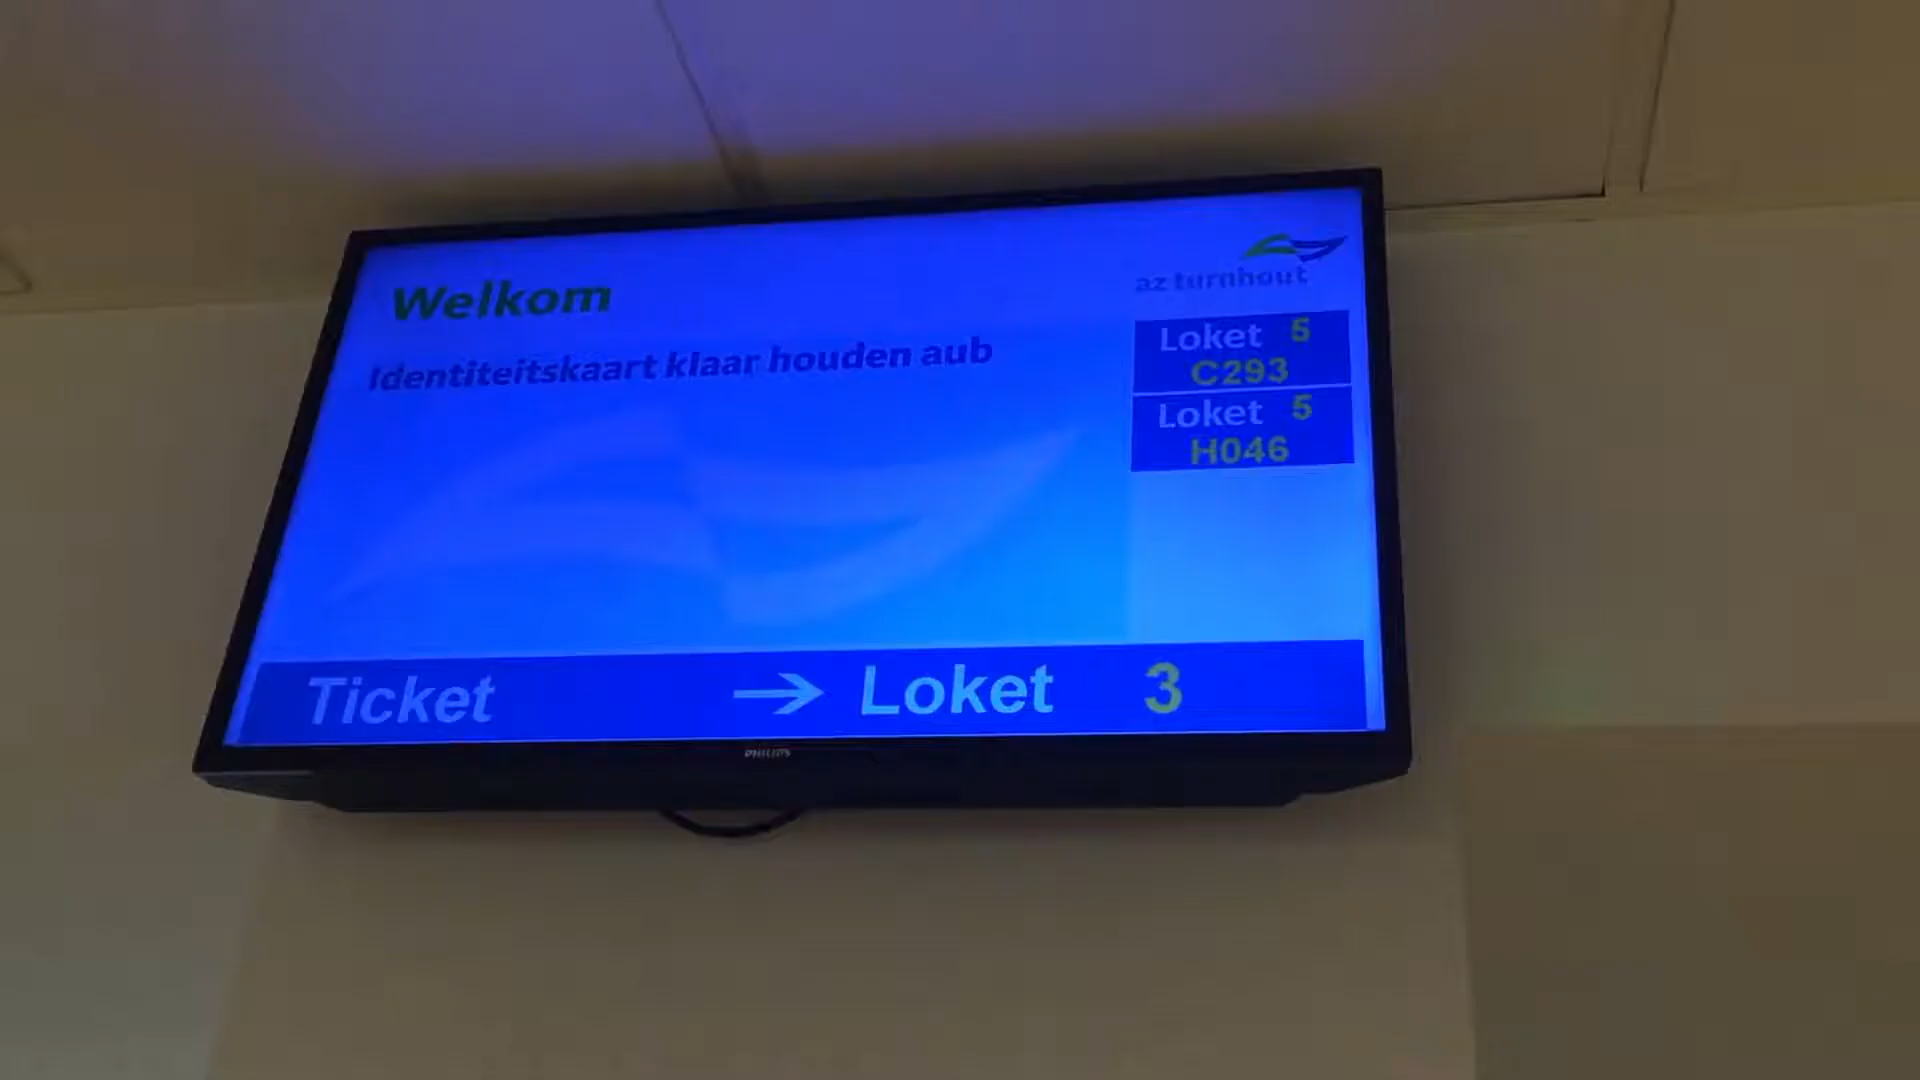 Welkom
az turnhout
Identiteitskaart klaar houden aub
Loket 5
C293
Loket 5
H046
Ticket → Loket 3
PHILIPS